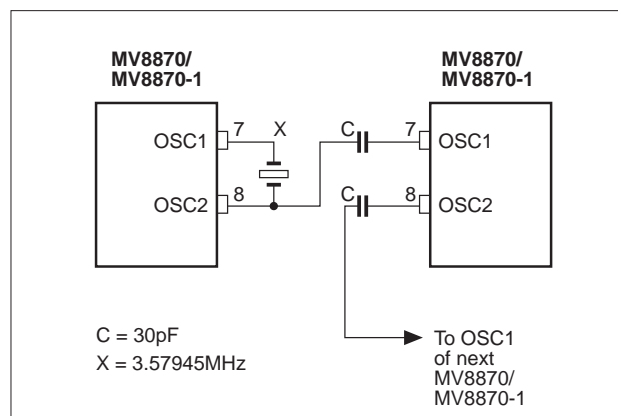 MV8870/
MV8870-1
MV8870/
MV8870-1
OSC1
7
X
C
7
OSC1
OSC2
8
C
8
OSC2
C = 30pF
X = 3.57945MHz
To OSC1
of next
MV8870/
MV8870-1